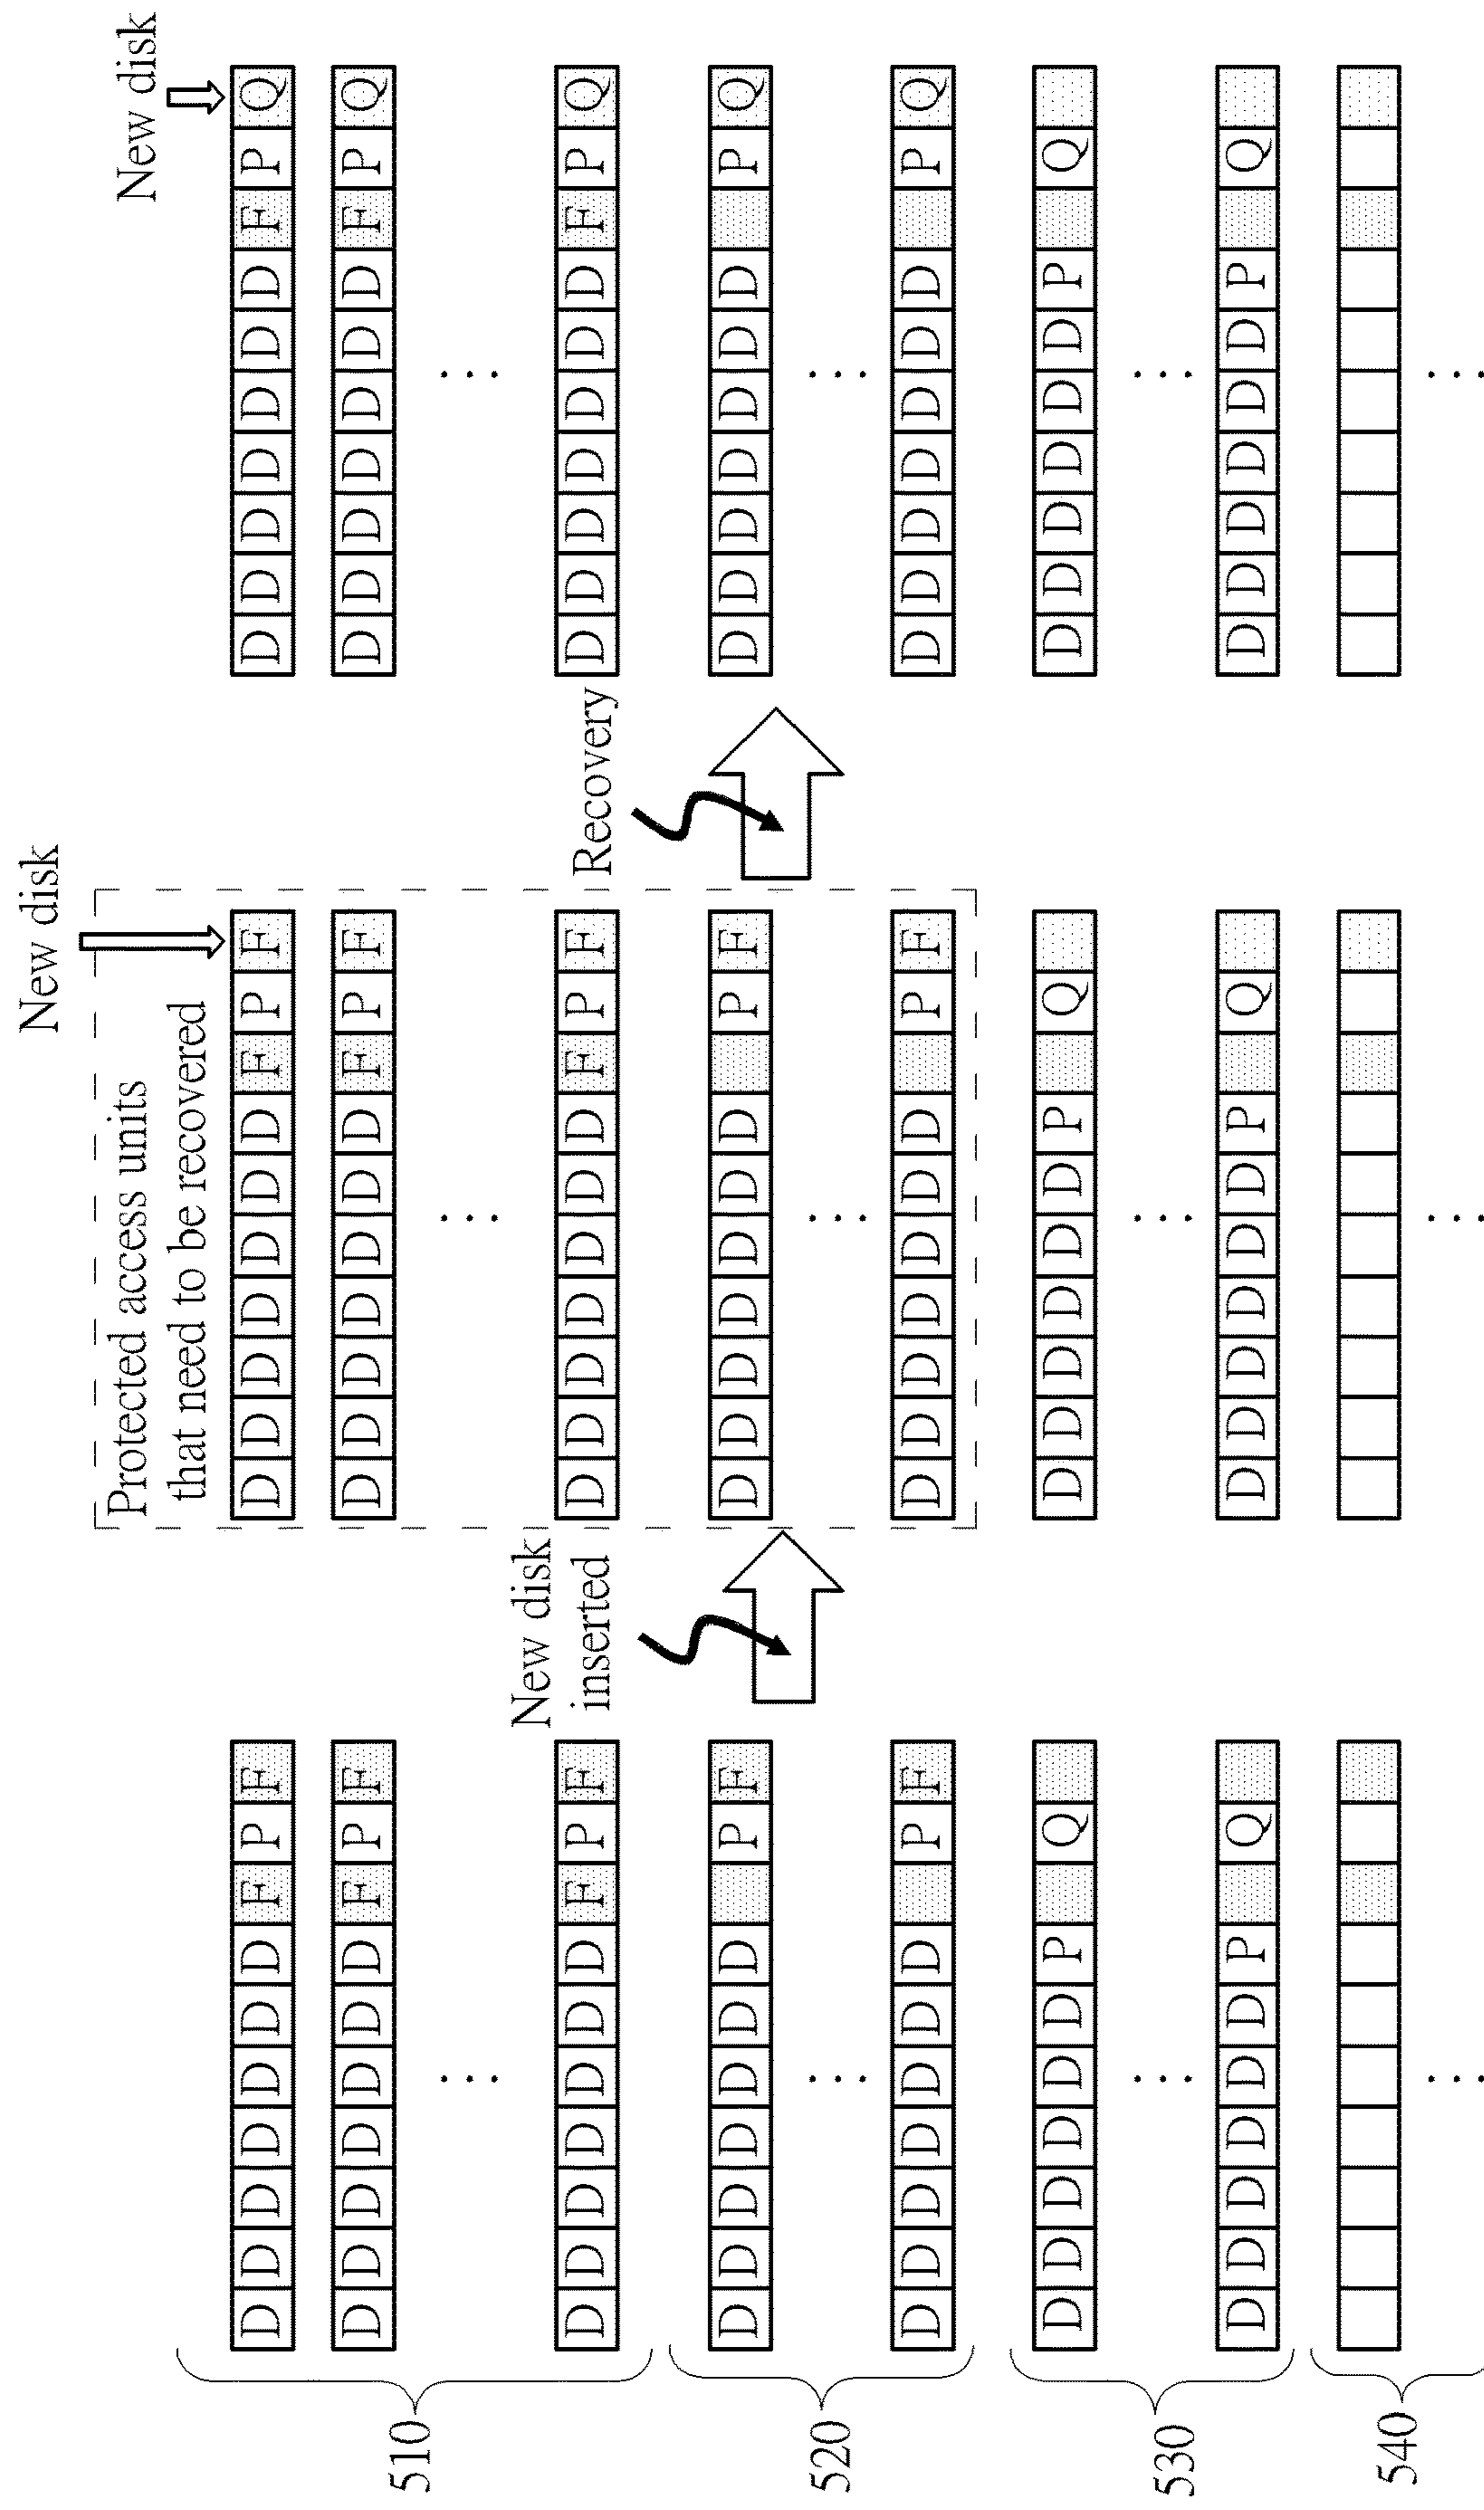 New disk
Protected access units
New disk
that need to be recovered
D D D D D D D F P F
D D D D D D D F P F
D D D D D D D F P Q
D D D D D D D F P F
D D D D D D D F P F
D D D D D D D F P Q
510
...
...
...
New disk
inserted
Recovery
D D D D D D D F P F
D D D D D D D F P F
D D D D D D D F P Q
D D D D D D D P F
D D D D D D D P F
D D D D D D D P Q
520
...
...
...
D D D D D D D P F
D D D D D D D P F
D D D D D D D P Q
D D D D D D P Q
D D D D D D P Q
D D D D D D P Q
530
...
...
...
D D D D D D P Q
D D D D D D P Q
D D D D D D P Q
540
...
...
...